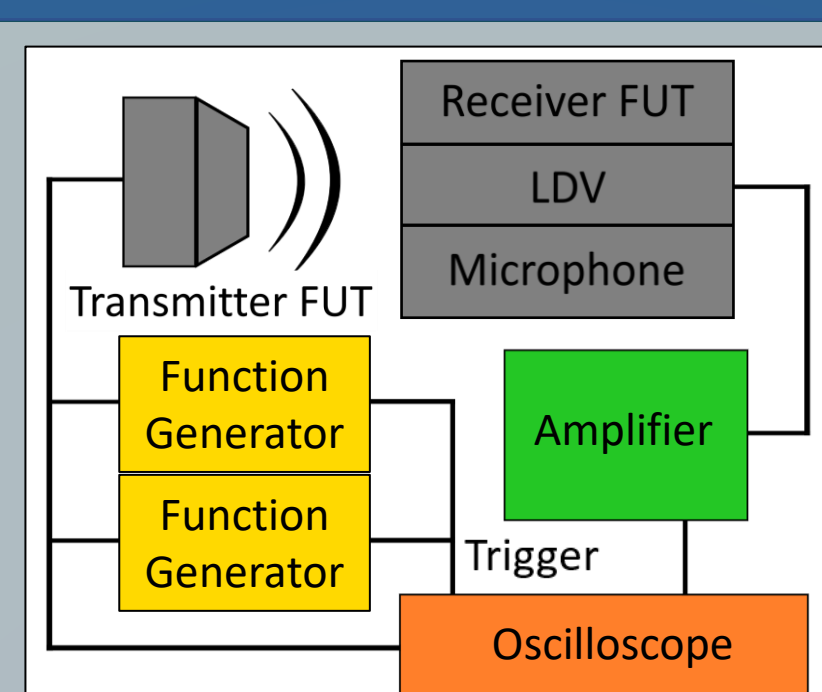 Receiver FUT
LDV
Microphone
Transmitter FUT
Function
Generator
Amplifier
Function
Generator
Trigger
Oscilloscope